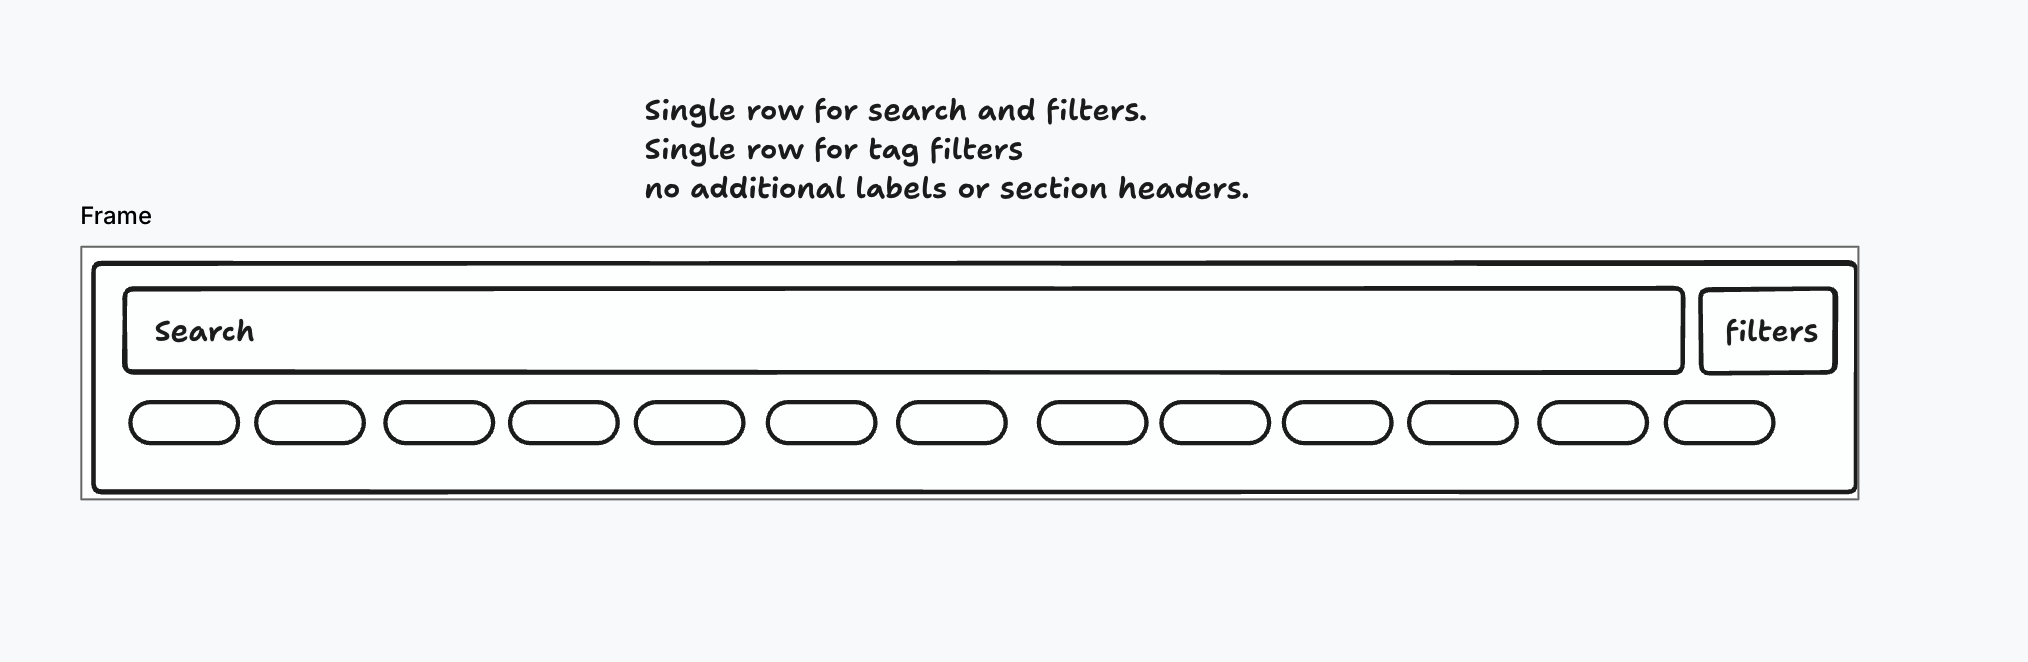 Single row for search and filters.
Single row for tag filters
no additional labels or section headers.
Frame
Search
filters